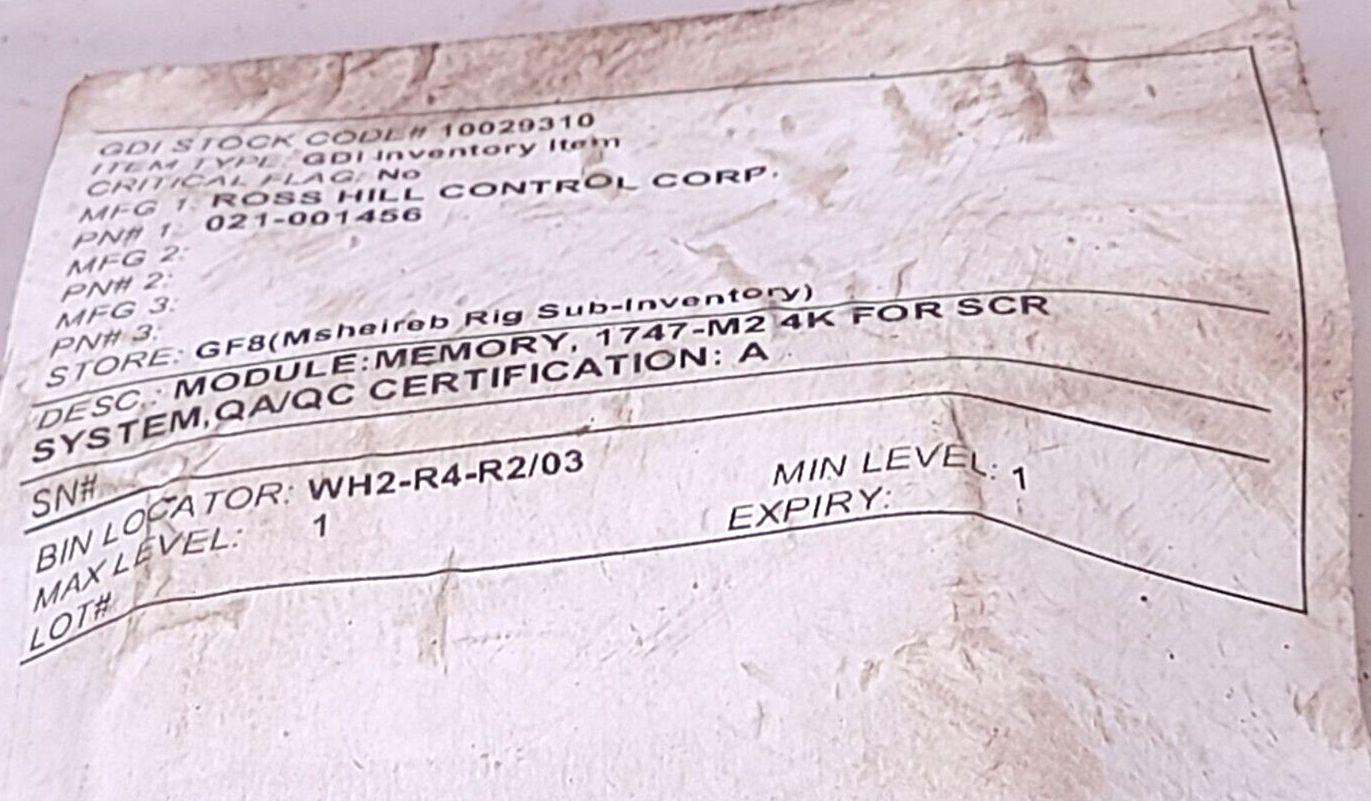 GDI STOCK CODE# 10029310
ITEM TYPE: GDI Inventory Item
CRITICAL FLAG: No
MFG 1: ROSS HILL CONTROL CORP.
PN# 1: 021-001456
MFG 2:
PN# 2:
MFG 3:
PN# 3:
STORE: GF8(Msheireb Rig Sub-Inventory)
DESC.: MODULE:MEMORY, 1747-M2 4K FOR SCR
SYSTEM,QA/QC CERTIFICATION: A
SN#
BIN LOCATOR: WH2-R4-R2/03 MIN LEVEL: 1
MAX LEVEL: 1 EXPIRY:
LOT#